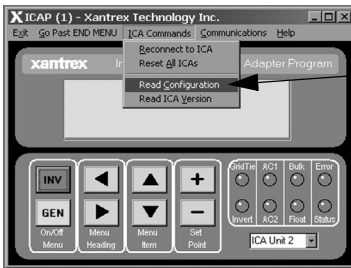 ICAP (1) - Xantrex Technology Inc.
Exit Go Past END MENU ICA Commands Communications Help
Reconnect to ICA
Reset All ICAs
Read Configuration
Read ICA Version
xantrex Adapter Program
GridTie AC1 Bulk Error
INV
GEN
Invert AC2 Float Status
On/Off Menu
Menu Heading
Menu Item
Set Point
ICA Unit 2